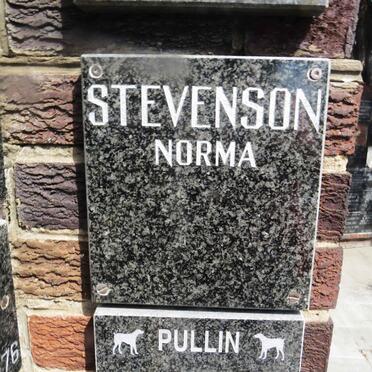 STEVENSON
NORMA
PULLIN
76